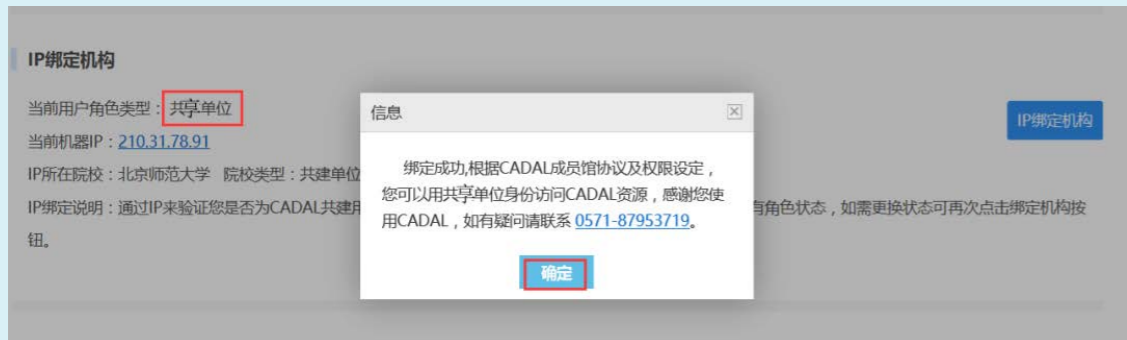 IP绑定机构
当前用户角色类型：共享单位
当前机器IP：210.31.78.91
IP所在院校：北京师范大学 院校类型：共建单位
IP绑定说明：通过IP来验证您是否为CADAL共建用
有角色状态，如需更换状态可再次点击绑定机构按
钮。
IP绑定机构
信息
绑定成功,根据CADAL成员馆协议及权限设定，
您可以用共享单位身份访问CADAL资源，感谢您使
用CADAL，如有疑问请联系 0571-87953719。
确定